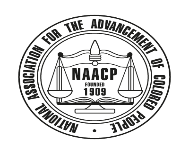 NATIONAL ASSOCIATION FOR THE ADVANCEMENT OF COLORED PEOPLE
NAACP
FOUNDED
1909